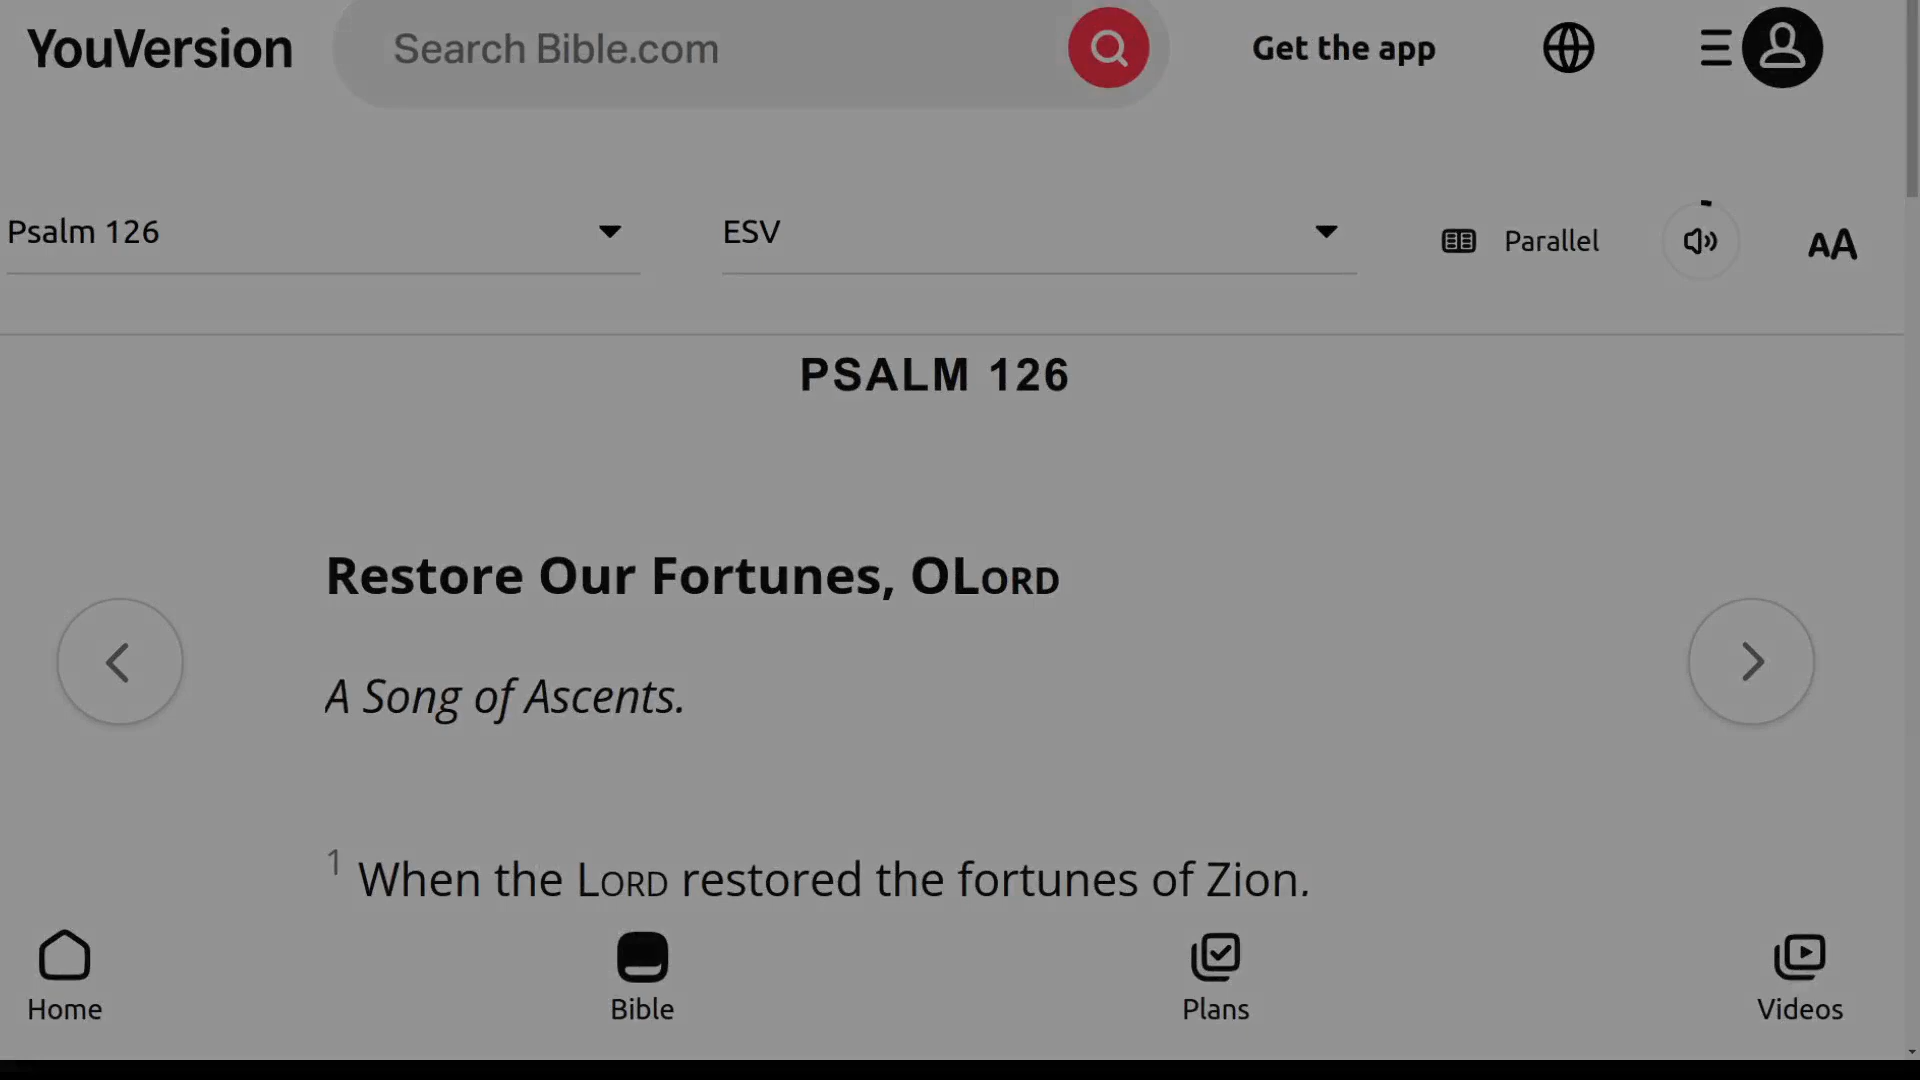 YouVersion
Search Bible.com
Get the app
Psalm 126
ESV
Parallel
AA
PSALM 126
Restore Our Fortunes, OLORD
A Song of Ascents.
1 When the LORD restored the fortunes of Zion.
Home
Bible
Plans
Videos